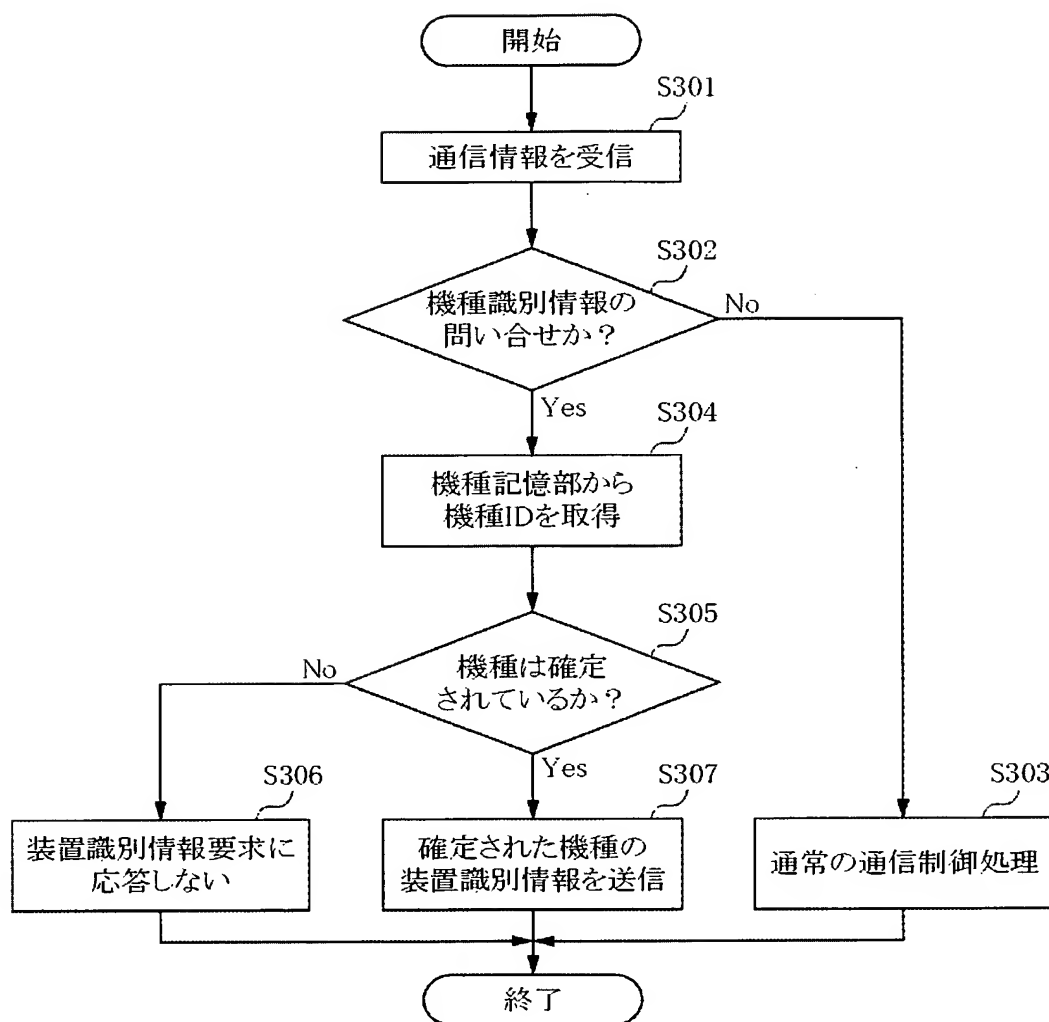 開始
S301
通信情報を受信
S302
機種識別情報の
問い合せか？
No
Yes
S304
機種記憶部から
機種IDを取得
S305
機種は確定
されているか？
No
Yes
S306
装置識別情報要求に
応答しない
S307
確定された機種の
装置識別情報を送信
S303
通常の通信制御処理
終了